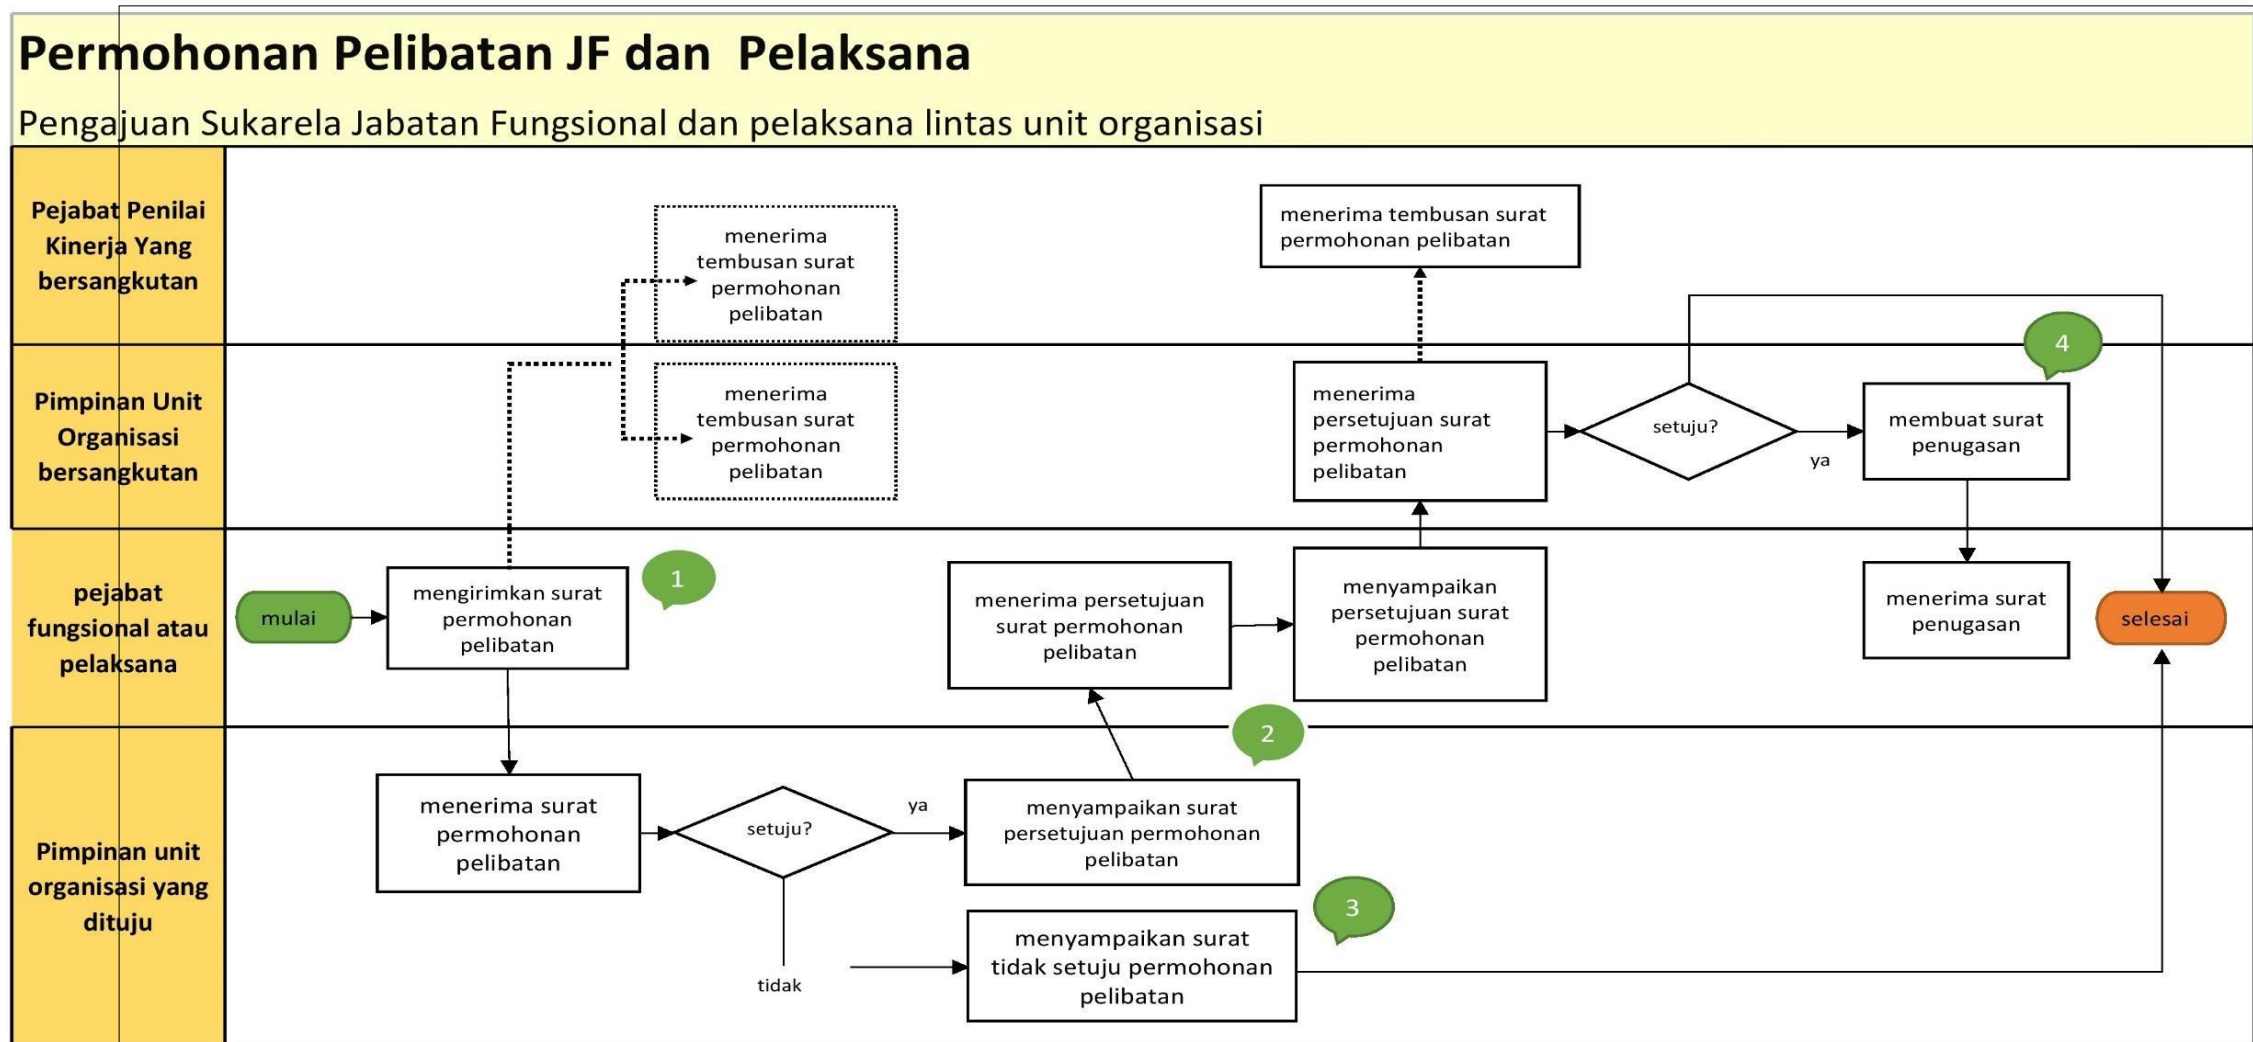 Permohonan Pelibatan JF dan Pelaksana
Pengajuan Sukarela Jabatan Fungsional dan pelaksana lintas unit organisasi
Pejabat Penilai
Kinerja Yang
bersangkutan
menerima
tembusan surat
permohonan
pelibatan
menerima tembusan surat
permohonan pelibatan
Pimpinan Unit
Organisasi
bersangkutan
menerima
tembusan surat
permohonan
pelibatan
menerima
persetujuan surat
permohonan
pelibatan
setuju?
ya
membuat surat
penugasan
4
pejabat
fungsional atau
pelaksana
mulai
mengirimkan surat
permohonan
pelibatan
1
menerima persetujuan
surat permohonan
pelibatan
menyampaikan
persetujuan surat
permohonan
pelibatan
menerima surat
penugasan
selesai
Pimpinan unit
organisasi yang
dituju
menerima surat
permohonan
pelibatan
setuju?
ya
menyampaikan surat
persetujuan permohonan
pelibatan
2
tidak
menyampaikan surat
tidak setuju permohonan
pelibatan
3